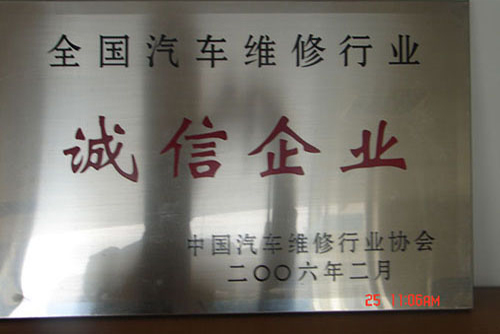 全国汽车维修行业
诚信企业
中国汽车维修行业协会
二〇〇六年二月
25 11:06AM